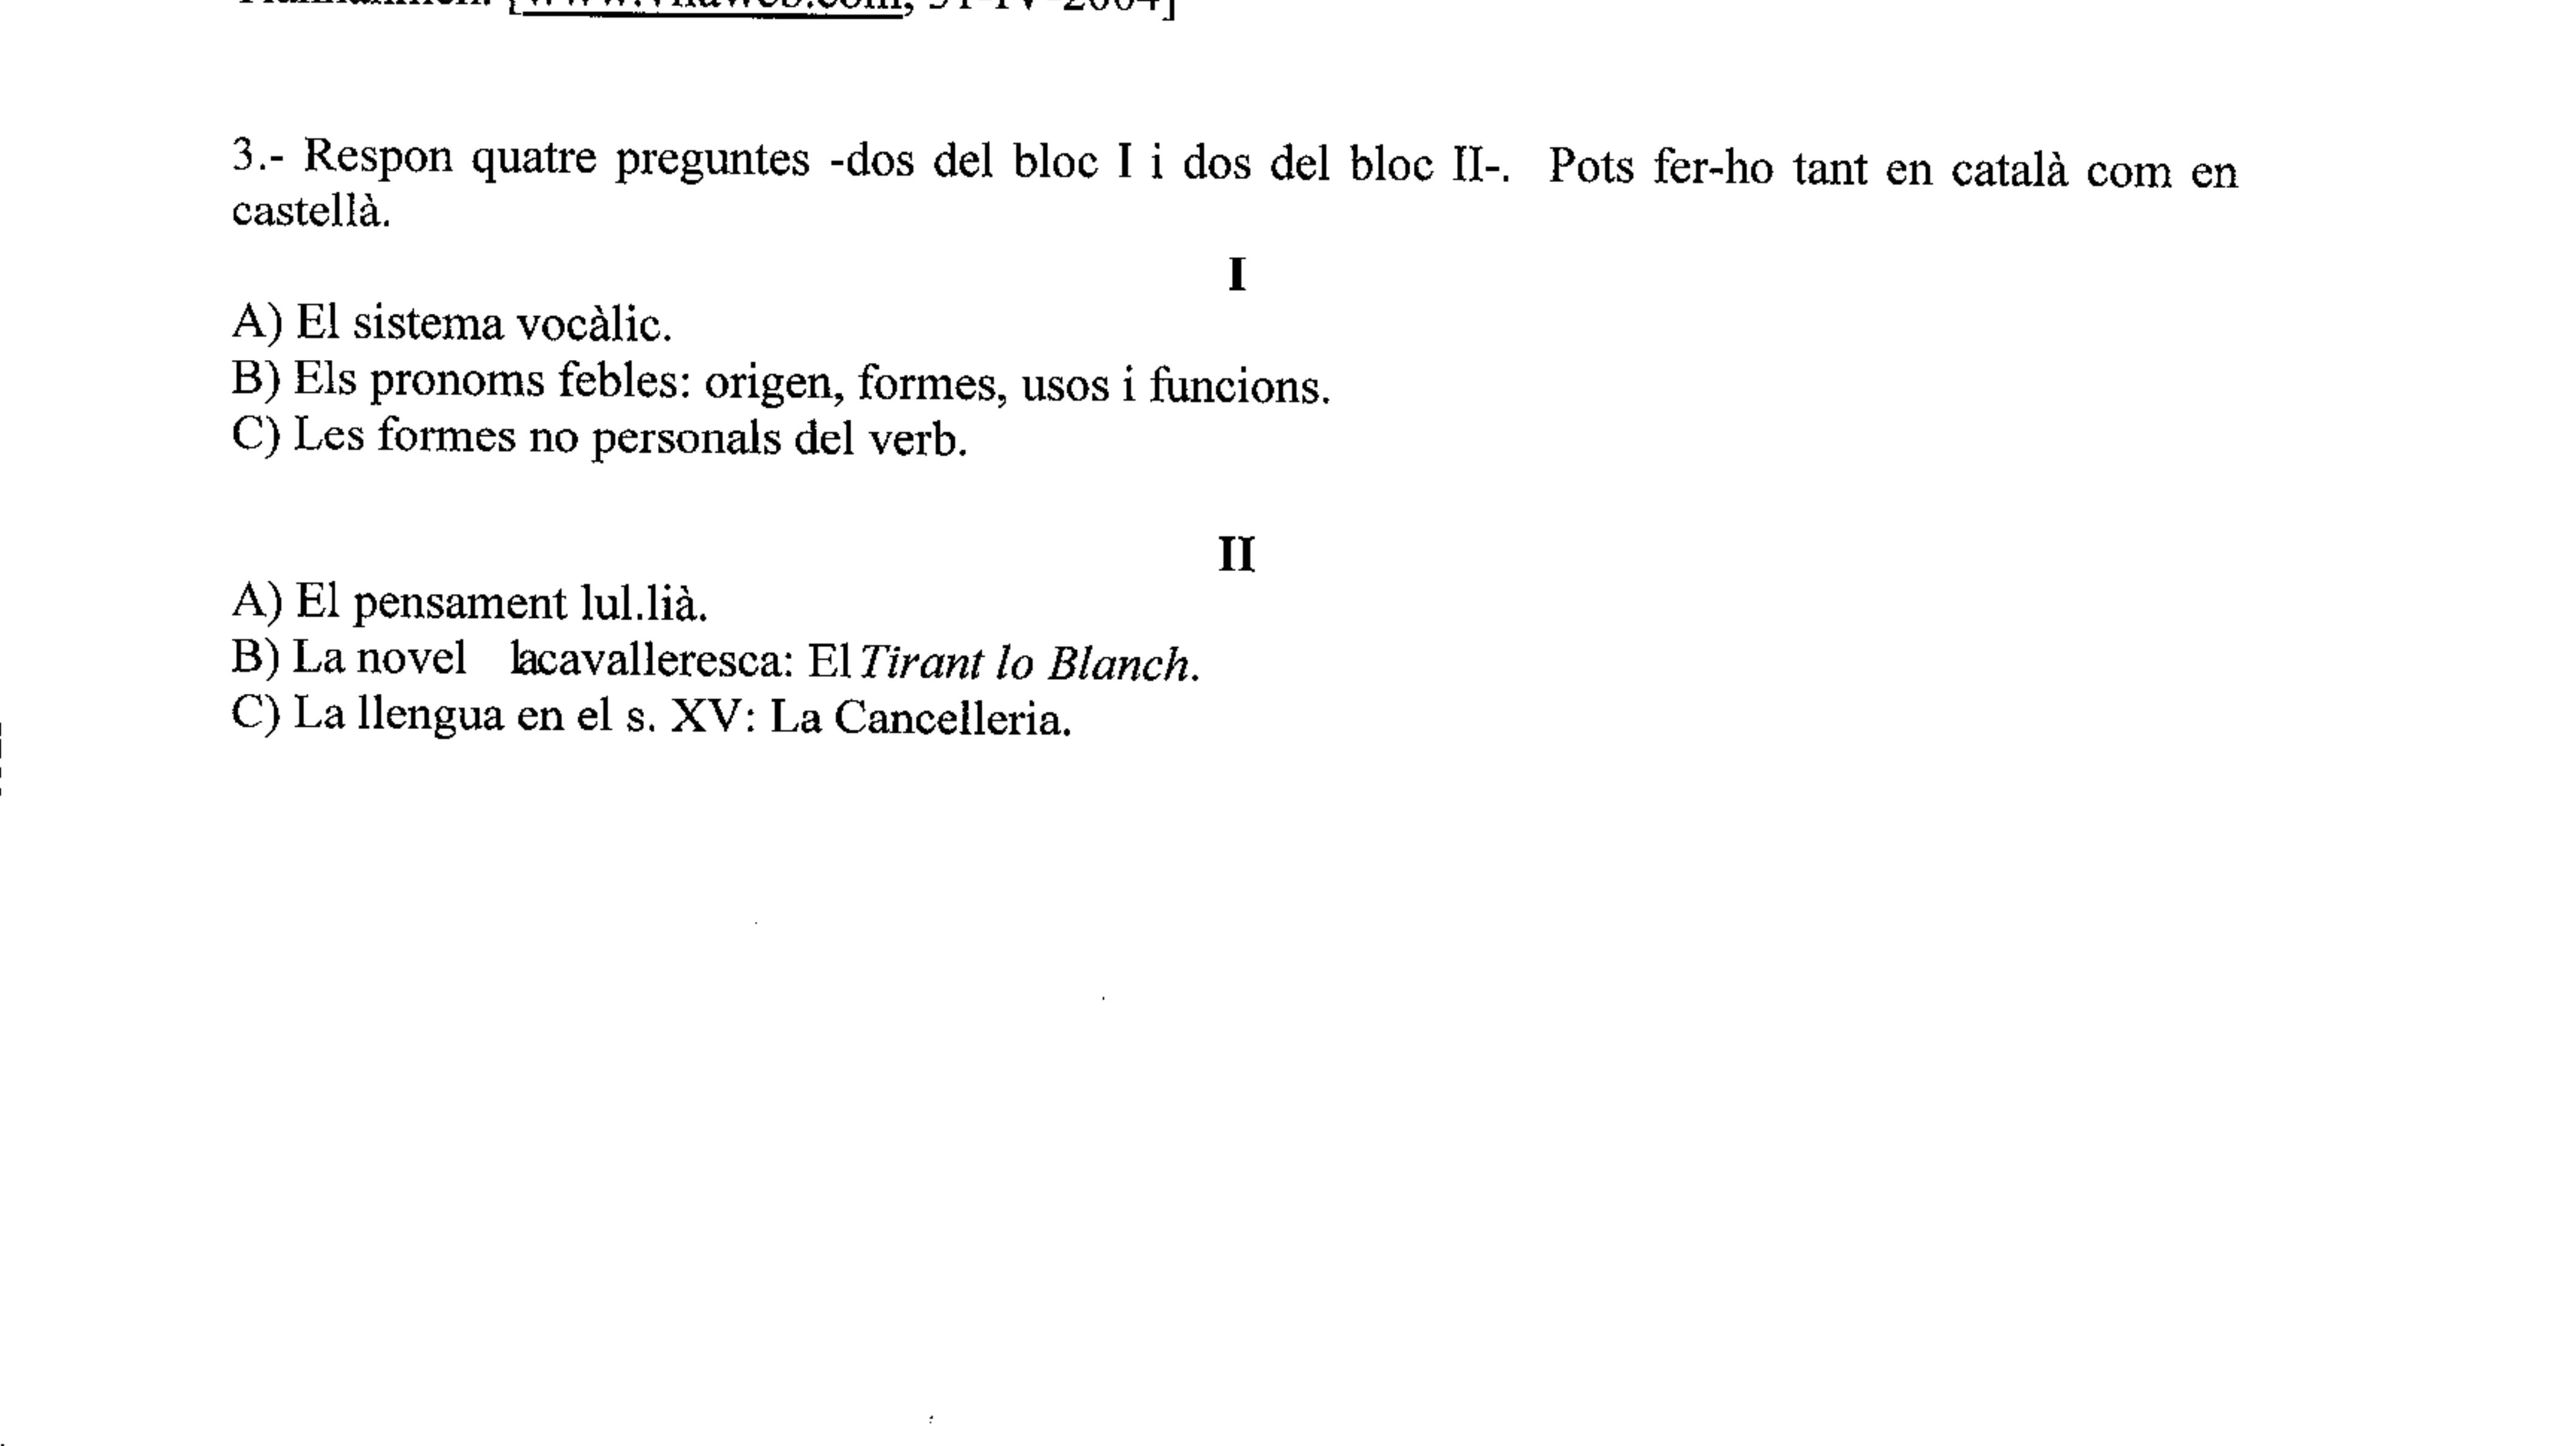 [www.vilaweb.com, 31-IV-2004]
3.- Respon quatre preguntes -dos del bloc I i dos del bloc II-. Pots fer-ho tant en català com en
castellà.
I
A) El sistema vocàlic.
B) Els pronoms febles: origen, formes, usos i funcions.
C) Les formes no personals del verb.
II
A) El pensament lul.lià.
B) La novel lacavalleresca: El Tirant lo Blanch.
C) La llengua en el s. XV: La Cancelleria.